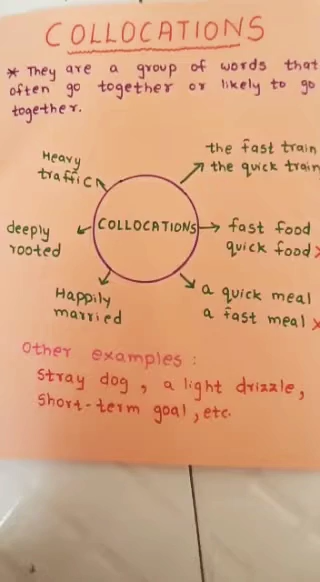 COLLOCATIONS
* They are a group of words that
often go together or likely to go
together.
Heavy
traffic
the fast train
the quick train
deeply
rooted
COLLOCATIONS
fast food
quick food x
Happily
married
a quick meal
a fast meal x
Other examples :
Stray dog , a light drizzle,
Short-term goal , etc.